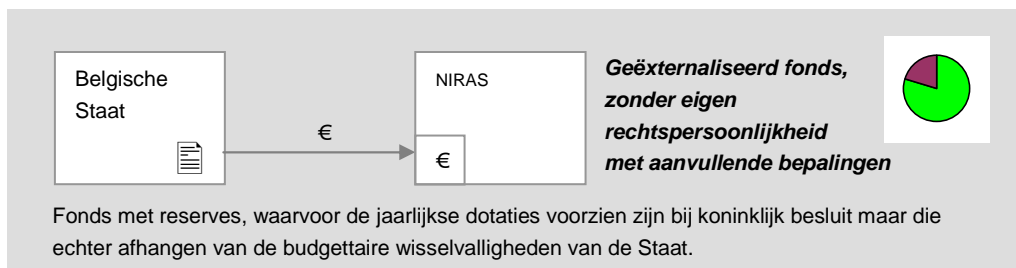 Belgische
Staat
€
NIRAS
€
Geëxternaliseerd fonds,
zonder eigen
rechtspersoonlijkheid
met aanvullende bepalingen
Fonds met reserves, waarvoor de jaarlijkse dotaties voorzien zijn bij koninklijk besluit maar die
echter afhangen van de budgettaire wisselvalligheden van de Staat.